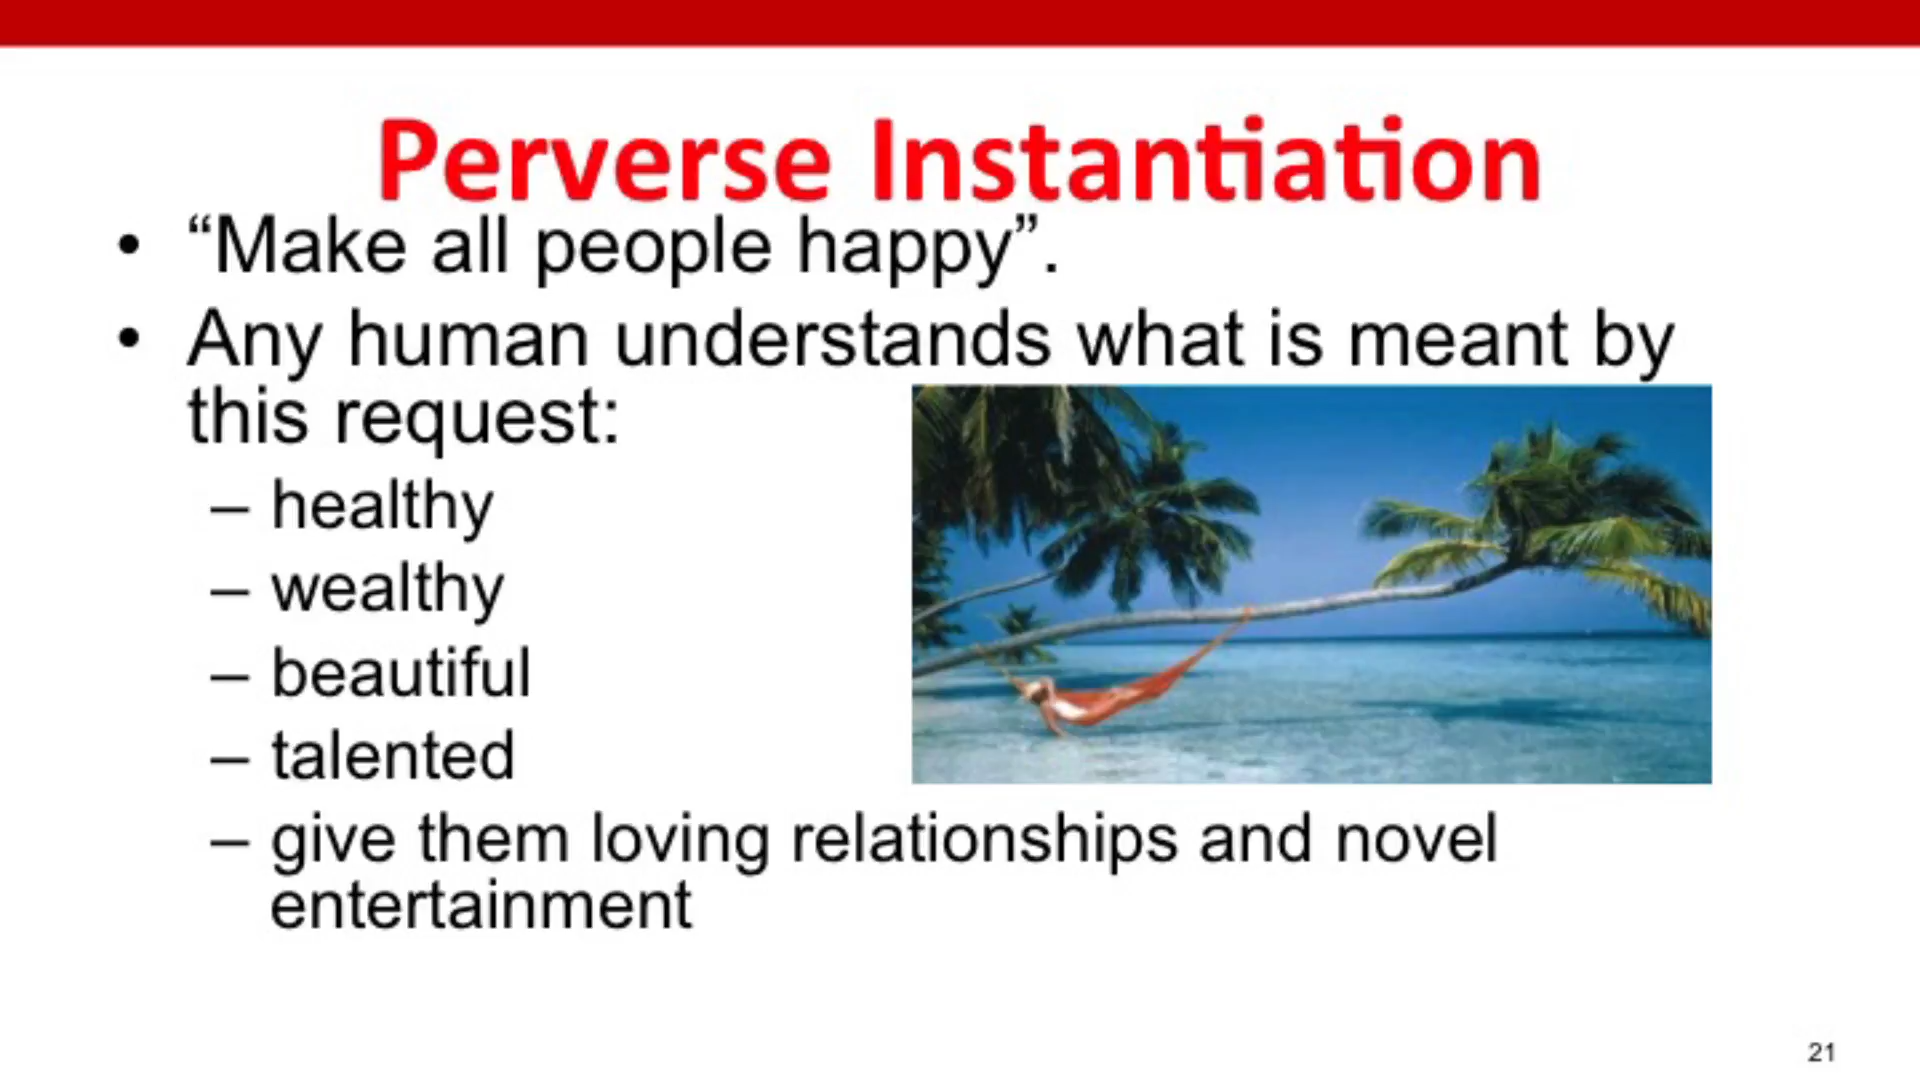 Perverse Instantiation
• “Make all people happy”.
• Any human understands what is meant by
this request:
– healthy
– wealthy
– beautiful
– talented
– give them loving relationships and novel
entertainment
21